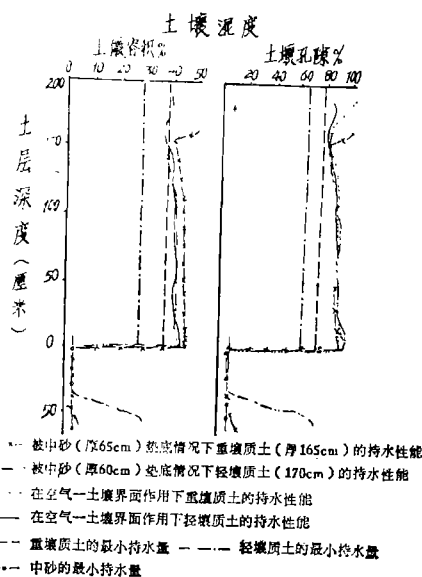 土壤湿度
土壤容积% 土壤孔隙%
0 10 20 30 40 50 20 40 60 80 100
200
150
100
50
0
50
土层深度(厘米)
被中砂(厚65cm)垫底情况下重壤质土(厚165cm)的持水性能
被中砂(厚60cm)垫底情况下轻壤质土(170cm)的持水性能
在空气一土壤界面作用下重壤质土的持水性能
在空气一土壤界面作用下轻壤质土的持水性能
重壤质土的最小持水量 轻壤质土的最小持水量
中砂的最小持水量